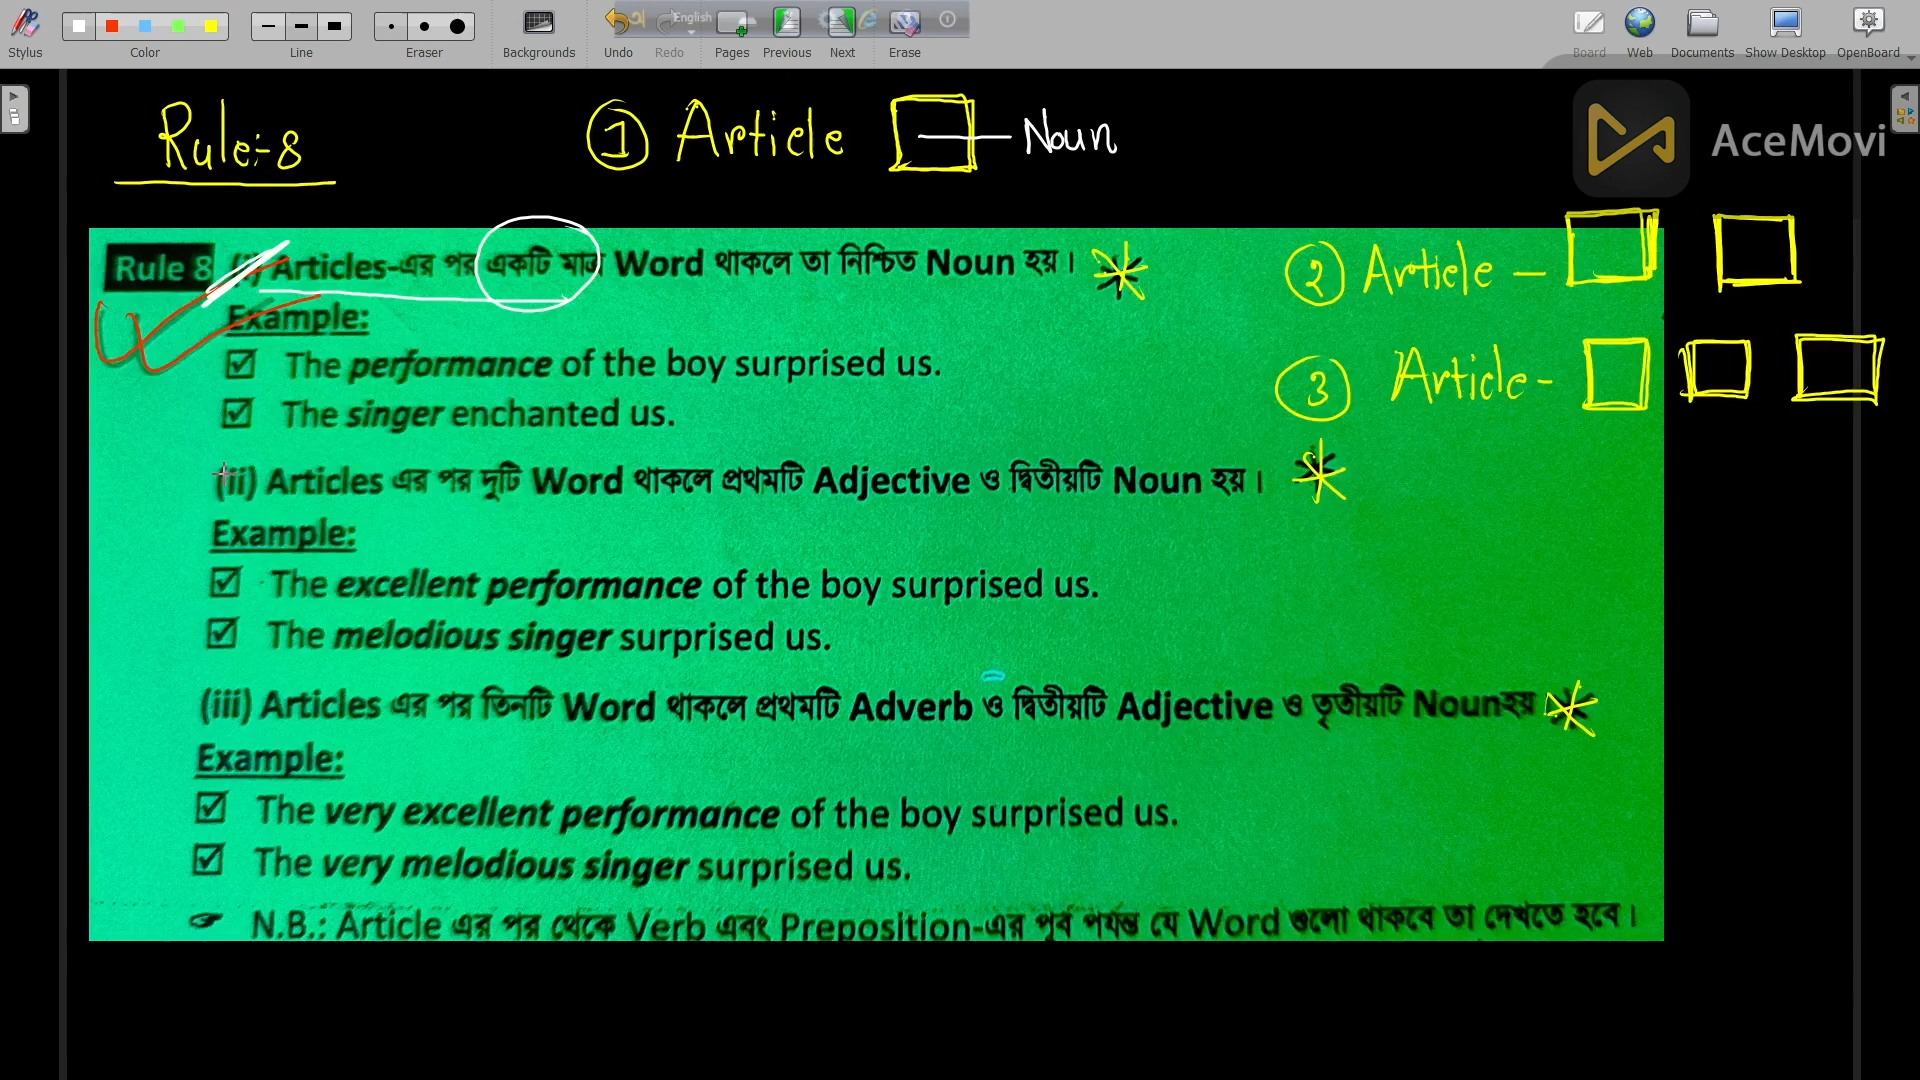 Stylus Color Line Eraser Backgrounds Undo Redo Pages Previous Next Erase Board Web Documents Show Desktop OpenBoard
English
Rule:-8
① Article Noun
AceMovi
Rule 8 (i) Articles-এর পর একটি মাত্র Word থাকলে তা নিশ্চিত Noun হয়।
② Article —
Example:
The performance of the boy surprised us.
③ Article -
The singer enchanted us.
(ii) Articles এর পর দুটি Word থাকলে প্রথমটি Adjective ও দ্বিতীয়টি Noun হয়।
Example:
The excellent performance of the boy surprised us.
The melodious singer surprised us.
(iii) Articles এর পর তিনটি Word থাকলে প্রথমটি Adverb ও দ্বিতীয়টি Adjective ও তৃতীয়টি Nounহয়
Example:
The very excellent performance of the boy surprised us.
The very melodious singer surprised us.
N.B.: Article এর পর থেকে Verb এবং Preposition-এর পূর্ব পর্যন্ত যে Word গুলো থাকবে তা দেখতে হবে।